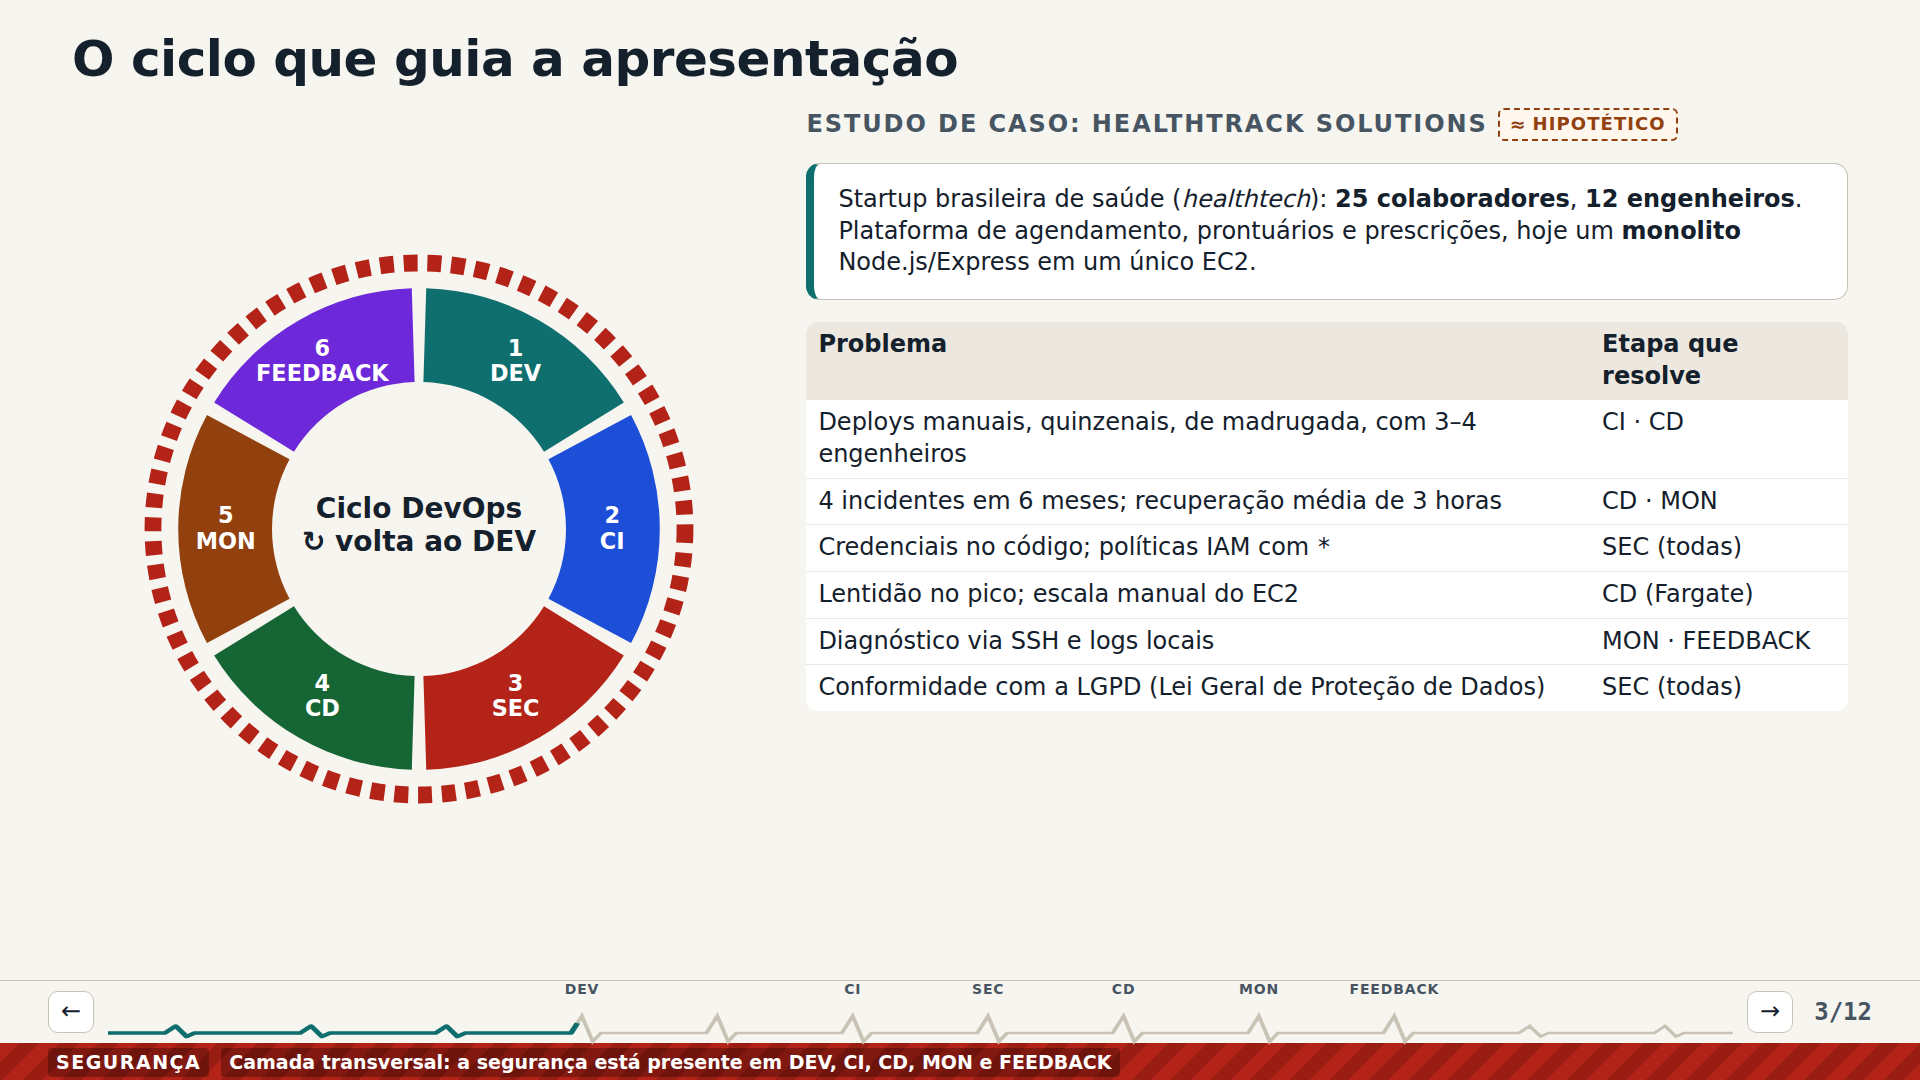 O ciclo que guia a apresentação
ESTUDO DE CASO: HEALTHTRACK SOLUTIONS ≈ HIPOTÉTICO
Startup brasileira de saúde (healthtech): 25 colaboradores, 12 engenheiros.
Plataforma de agendamento, prontuários e prescrições, hoje um monolito
Node.js/Express em um único EC2.
6
FEEDBACK
1
DEV
5
MON
Ciclo DevOps
↻ volta ao DEV
2
CI
4
CD
3
SEC
Problema
Etapa que
resolve
Deploys manuais, quinzenais, de madrugada, com 3–4
engenheiros
CI · CD
4 incidentes em 6 meses; recuperação média de 3 horas
CD · MON
Credenciais no código; políticas IAM com *
SEC (todas)
Lentidão no pico; escala manual do EC2
CD (Fargate)
Diagnóstico via SSH e logs locais
MON · FEEDBACK
Conformidade com a LGPD (Lei Geral de Proteção de Dados)
SEC (todas)
←
DEV
CI
SEC
CD
MON
FEEDBACK
→
3/12
SEGURANÇA
Camada transversal: a segurança está presente em DEV, CI, CD, MON e FEEDBACK